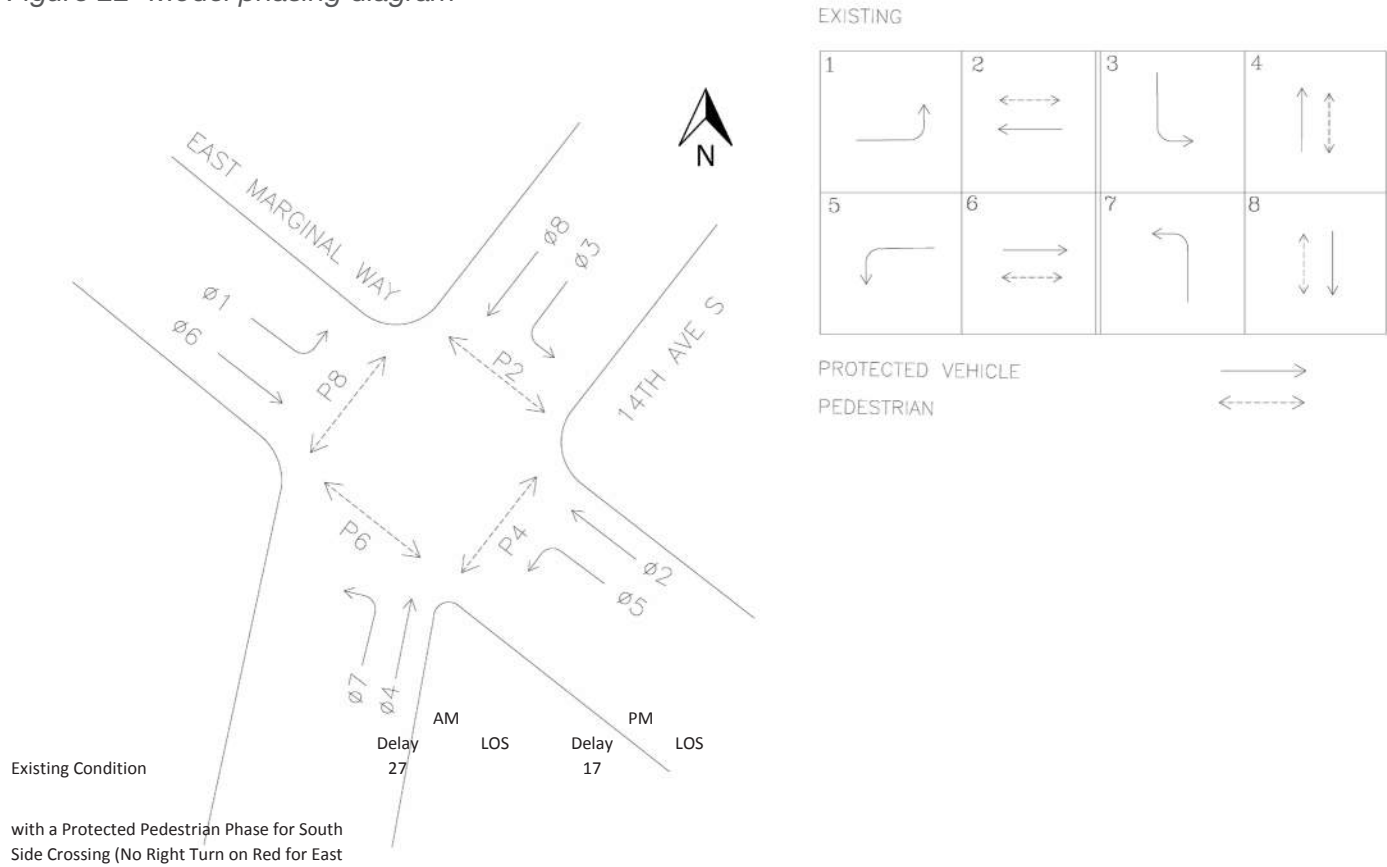 Figure 22 Model phasing diagram
EXISTING
1
2
3
4
5
6
7
8
PROTECTED VEHICLE
PEDESTRIAN
N
EAST MARGINAL WAY
14TH AVE S
ø8
ø3
ø1
ø6
P8
P2
P6
P4
ø2
ø5
ø7
ø4
AM PM
Delay LOS Delay LOS
Existing Condition 27 17
with a Protected Pedestrian Phase for South
Side Crossing (No Right Turn on Red for East